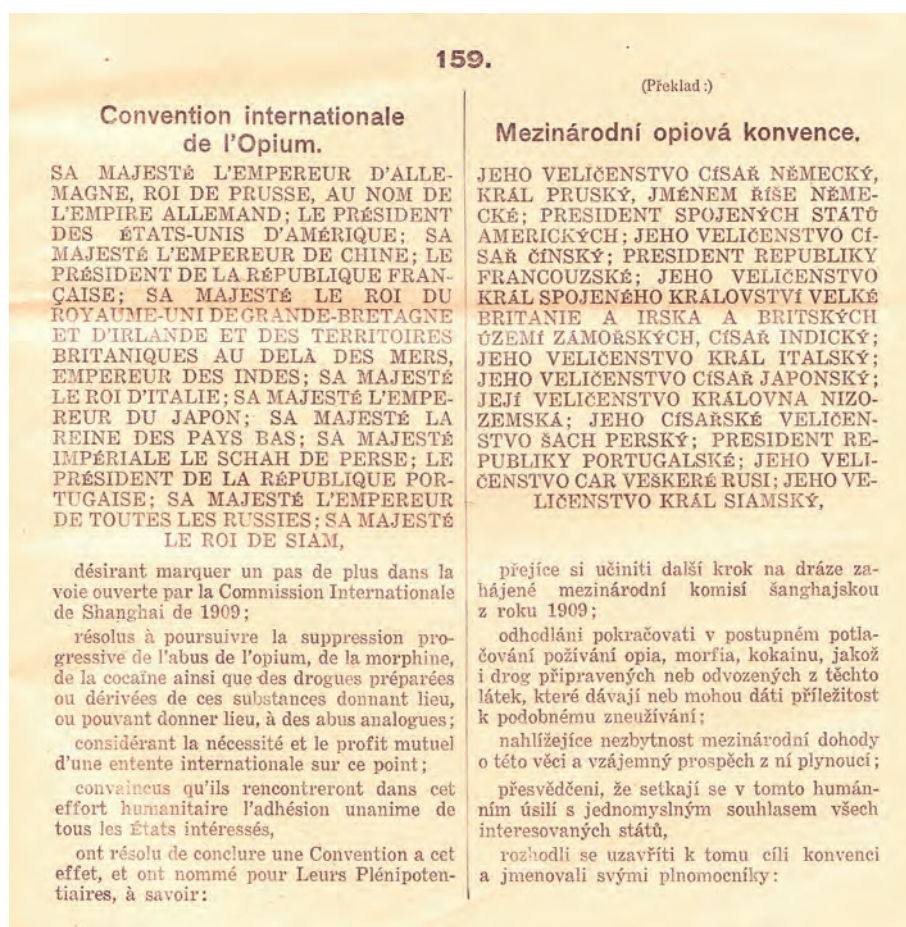 159.
Convention internationale
de l'Opium.
SA MAJESTÉ L'EMPEREUR D'ALLE-
MAGNE, ROI DE PRUSSE, AU NOM DE
L'EMPIRE ALLEMAND; LE PRÉSIDENT
DES ÉTATS-UNIS D'AMÉRIQUE; SA
MAJESTÉ L'EMPEREUR DE CHINE; LE
PRÉSIDENT DE LA RÉPUBLIQUE FRAN-
ÇAISE; SA MAJESTÉ LE ROI DU
ROYAUME-UNI DE GRANDE-BRETAGNE
ET D'IRLANDE ET DES TERRITOIRES
BRITANIQUES AU DELÀ DES MERS,
EMPEREUR DES INDES; SA MAJESTÉ
LE ROI D'ITALIE; SA MAJESTÉ L'EMPE-
REUR DU JAPON; SA MAJESTÉ LA
REINE DES PAYS BAS; SA MAJESTÉ
IMPÉRIALE LE SCHAH DE PERSE; LE
PRÉSIDENT DE LA RÉPUBLIQUE POR-
TUGAISE; SA MAJESTÉ L'EMPEREUR
DE TOUTES LES RUSSIES; SA MAJESTÉ
LE ROI DE SIAM,
désirant marquer un pas de plus dans la
voie ouverte par la Commission Internationale
de Shanghai de 1909;
résolus à poursuivre la suppression pro-
gressive de l'abus de l'opium, de la morphine,
de la cocaïne ainsi que des drogues préparées
ou dérivées de ces substances donnant lieu,
ou pouvant donner lieu, à des abus analogues;
considérant la nécessité et le profit mutuel
d'une entente internationale sur ce point;
convaincus qu'ils rencontreront dans cet
effort humanitaire l'adhésion unanime de
tous les États intéressés,
ont résolu de conclure une Convention a cet
effet, et ont nommé pour Leurs Plénipoten-
tiaires, à savoir:
(Překlad:)
Mezinárodní opiová konvence.
JEHO VELIČENSTVO CÍSAŘ NĚMECKÝ,
KRÁL PRUSKÝ, JMÉNEM ŘÍŠE NĚME-
CKÉ; PRESIDENT SPOJENÝCH STÁTŮ
AMERICKÝCH; JEHO VELIČENSTVO CÍ-
SAŘ ČÍNSKÝ; PRESIDENT REPUBLIKY
FRANCOUZSKÉ; JEHO VELIČENSTVO
KRÁL SPOJENÉHO KRÁLOVSTVÍ VELKÉ
BRITANIE A IRSKA A BRITSKÝCH
ÚZEMÍ ZÁMOŘSKÝCH, CÍSAŘ INDICKÝ;
JEHO VELIČENSTVO KRÁL ITALSKÝ;
JEHO VELIČENSTVO CÍSAŘ JAPONSKÝ;
JEJÍ VELIČENSTVO KRÁLOVNA NIZO-
ZEMSKÁ; JEHO CÍSAŘSKÉ VELIČEN-
STVO ŠACH PERSKÝ; PRESIDENT RE-
PUBLIKY PORTUGALSKÉ; JEHO VELI-
ČENSTVO CAR VEŠKERÉ RUSI; JEHO VE-
LIČENSTVO KRÁL SIAMSKÝ,
přejíce si učiniti další krok na dráze za-
hájené mezinárodní komisí šanghajskou
z roku 1909;
odhodláni pokračovati v postupném potla-
čování požívání opia, morfia, kokainu, jakož
i drog připravených neb odvozených z těchto
látek, které dávají neb mohou dáti příležitost
k podobnému zneužívání;
nahlížejíce nezbytnost mezinárodní dohody
o této věci a vzájemný prospěch z ní plynoucí;
přesvědčeni, že setkají se v tomto humán-
ním úsilí s jednomyslným souhlasem všech
interesovaných států,
rozhodli se uzavříti k tomu cíli konvenci
a jmenovali svými plnomocníky: